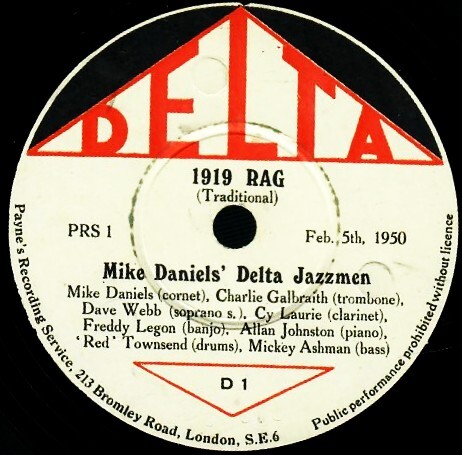 DELTA
1919 RAG
(Traditional)
PRS 1
Feb. 5th, 1950
Mike Daniels' Delta Jazzmen
Mike Daniels (cornet), Charlie Galbraith (trombone),
Dave Webb (soprano s.). Cy Laurie (clarinet),
Freddy Legon (banjo). Allan Johnston (piano),
'Red' Townsend (drums), Mickey Ashman (bass)
D 1
Payne's Recording Service, 213 Bromley Road, London, S.E.6
Public performance prohibited without licence